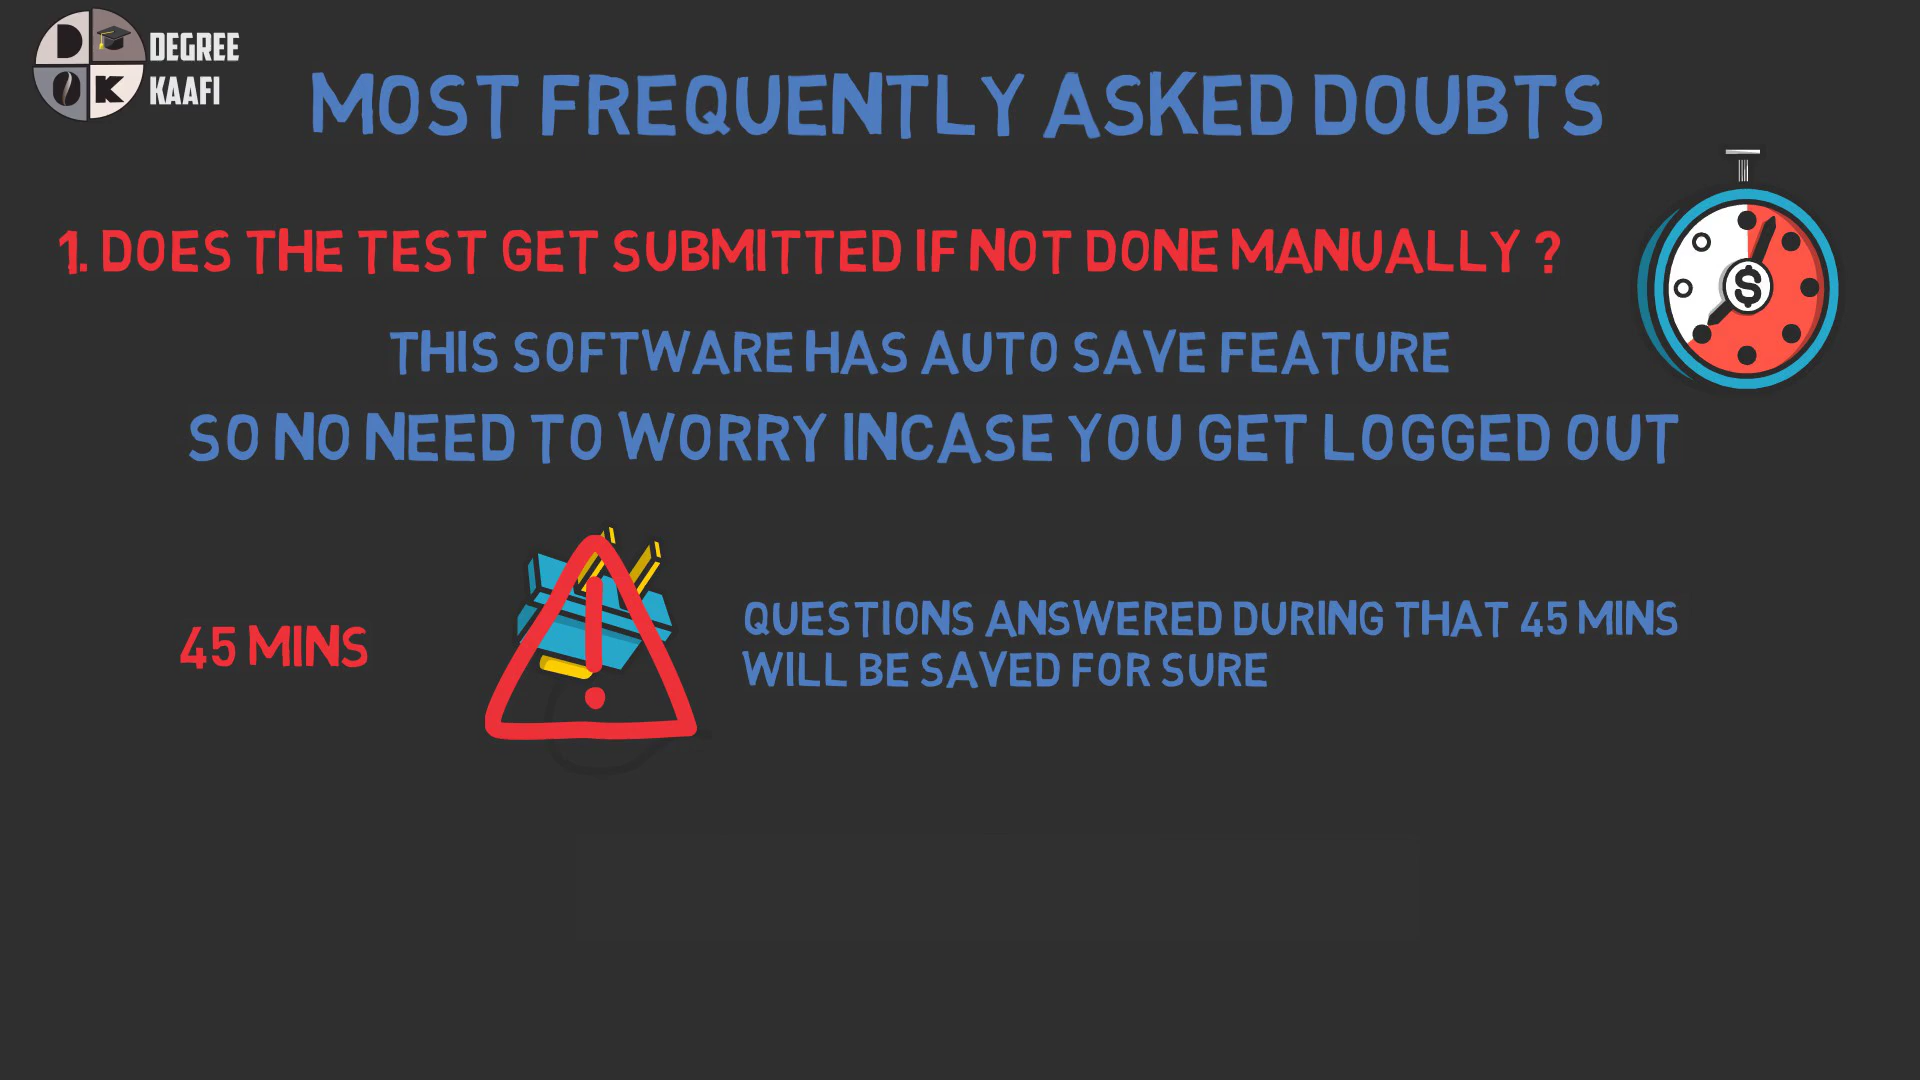 D
OK
DEGREE
KAAFI
MOST FREQUENTLY ASKED DOUBTS
1. DOES THE TEST GET SUBMITTED IF NOT DONE MANUALLY ?
$
THIS SOFTWARE HAS AUTO SAVE FEATURE
SO NO NEED TO WORRY INCASE YOU GET LOGGED OUT
45 MINS
QUESTIONS ANSWERED DURING THAT 45 MINS
WILL BE SAVED FOR SURE